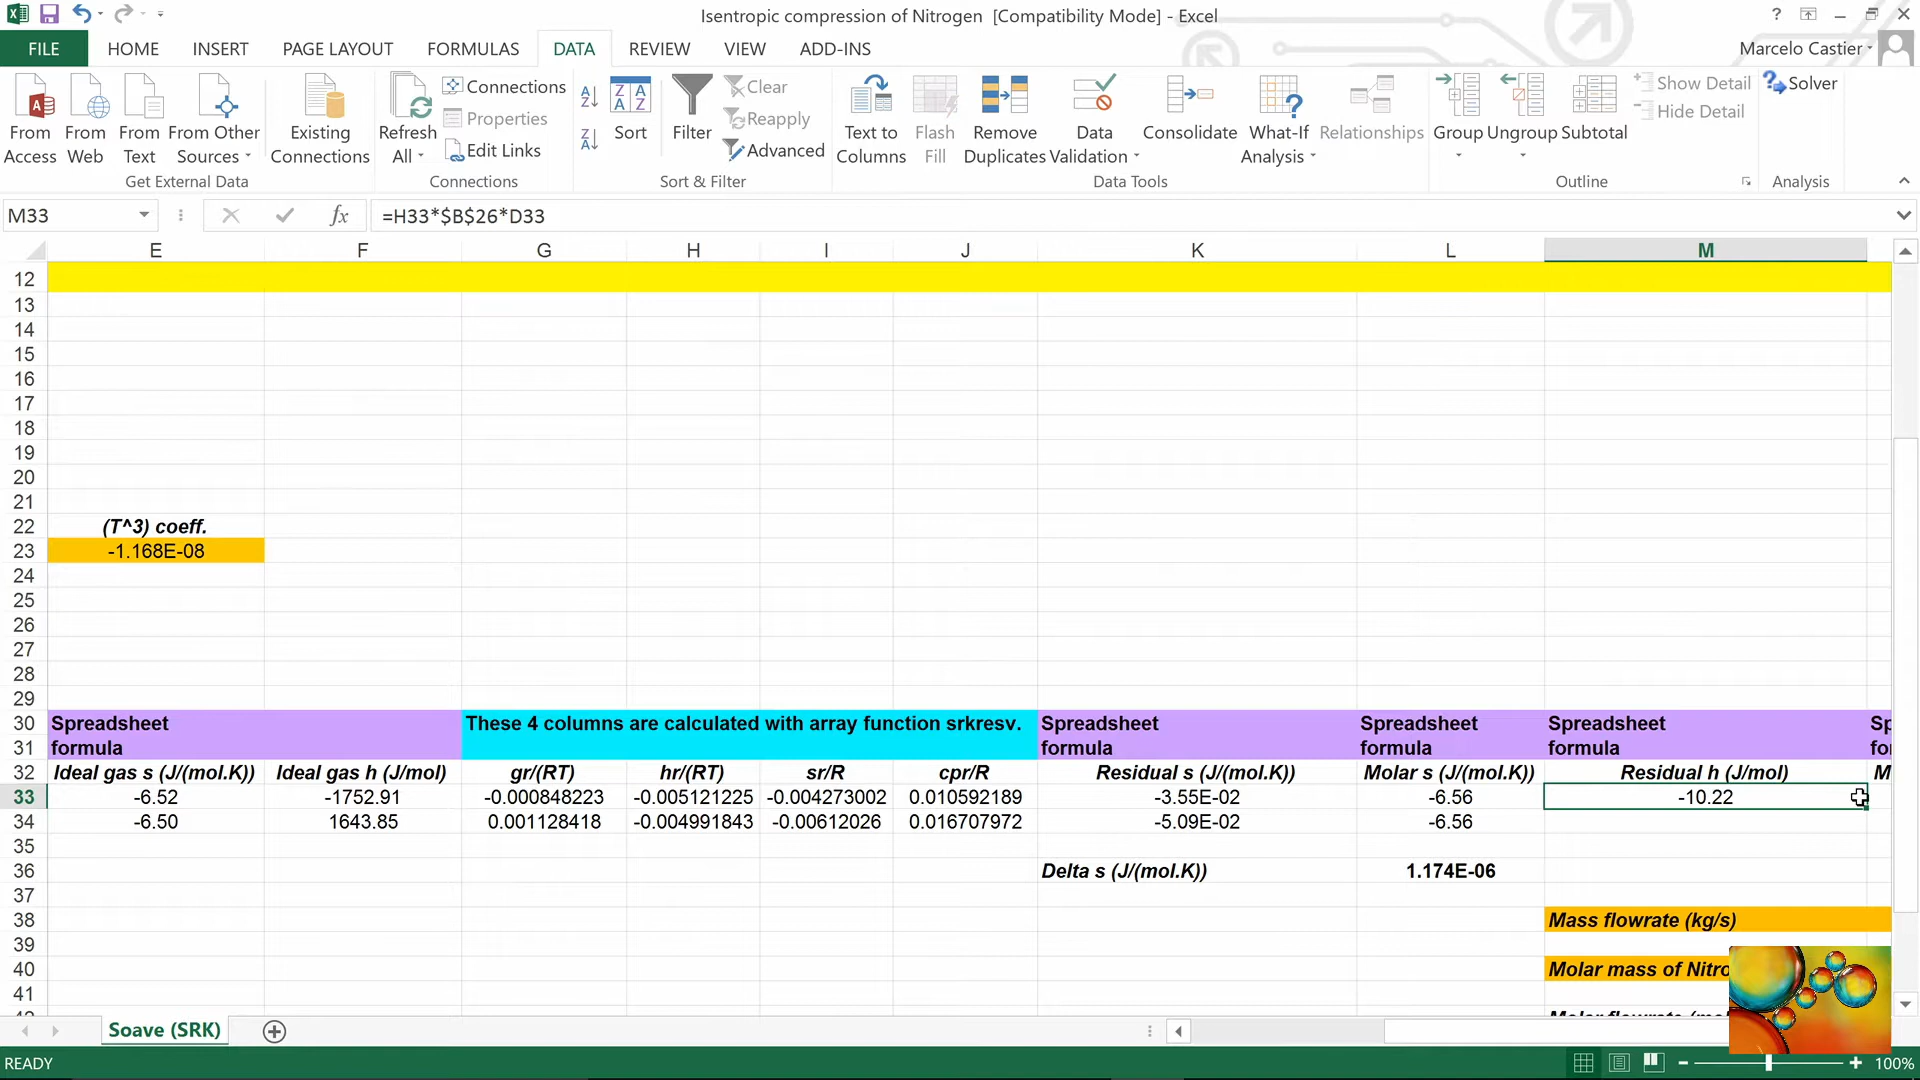 Isentropic compression of Nitrogen [Compatibility Mode] - Excel
?
FILE HOME INSERT PAGE LAYOUT FORMULAS DATA REVIEW VIEW ADD-INS
Marcelo Castier
From Access
From Web
From Text
From Other Sources
Existing Connections
Refresh All
Connections
Properties
Edit Links
Sort
Filter
Clear
Reapply
Advanced
Text to Columns
Flash Fill
Remove Duplicates
Data Validation
Consolidate
What-If Analysis
Relationships
Group
Ungroup
Subtotal
Show Detail
Hide Detail
Solver
Get External Data
Connections
Sort & Filter
Data Tools
Outline
Analysis
M33 fx =H33*$B$26*D33
E F G H I J K L M
12
13
14
15
16
17
18
19
20
21
22 (T^3) coeff.
23 -1.168E-08
24
25
26
27
28
29
30 Spreadsheet These 4 columns are calculated with array function srkresv. Spreadsheet Spreadsheet Spreadsheet Sp
31 formula formula formula formula fo
32 Ideal gas s (J/(mol.K)) Ideal gas h (J/mol) gr/(RT) hr/(RT) sr/R cpr/R Residual s (J/(mol.K)) Molar s (J/(mol.K)) Residual h (J/mol) M
33 -6.52 -1752.91 -0.000848223 -0.005121225 -0.004273002 0.010592189 -3.55E-02 -6.56 -10.22
34 -6.50 1643.85 0.001128418 -0.004991843 -0.00612026 0.016707972 -5.09E-02 -6.56
35
36 Delta s (J/(mol.K)) 1.174E-06
37
38 Mass flowrate (kg/s)
39
40 Molar mass of Nitro
41
Soave (SRK)
READY
100%